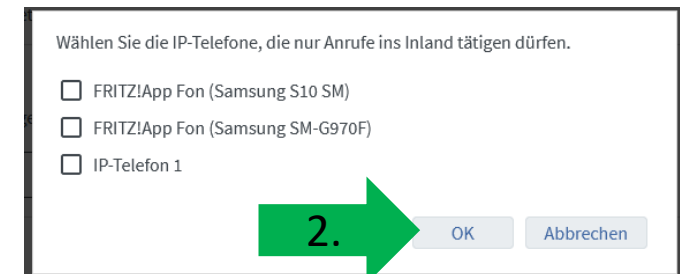 Wählen Sie die IP-Telefone, die nur Anrufe ins Inland tätigen dürfen.
FRITZ!App Fon (Samsung S10 SM)
FRITZ!App Fon (Samsung SM-G970F)
IP-Telefon 1
2. OK Abbrechen